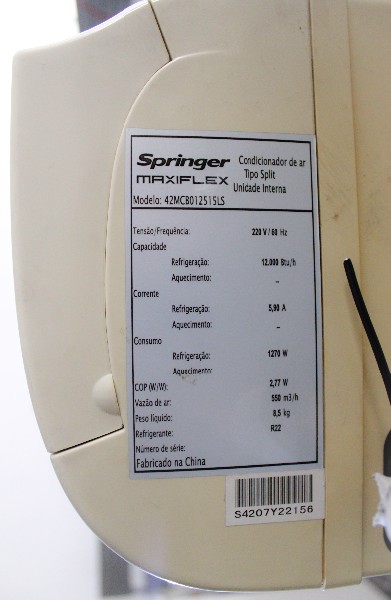 Springer Condicionador de ar
MAXIFLEX Tipo Split
Unidade Interna
Modelo: 42MCB012515LS
Tensão/Frequência: 220 V / 60 Hz
Capacidade
Refrigeração: 12.000 Btu/h
Aquecimento: –
Corrente
Refrigeração: 5,90 A
Aquecimento: –
Consumo
Refrigeração: 1270 W
Aquecimento:
COP (W/W): 2,77 W
Vazão de ar: 550 m3/h
Peso líquido: 8,5 kg
Refrigerante: R22
Número de série:
Fabricado na China
S4207Y22156